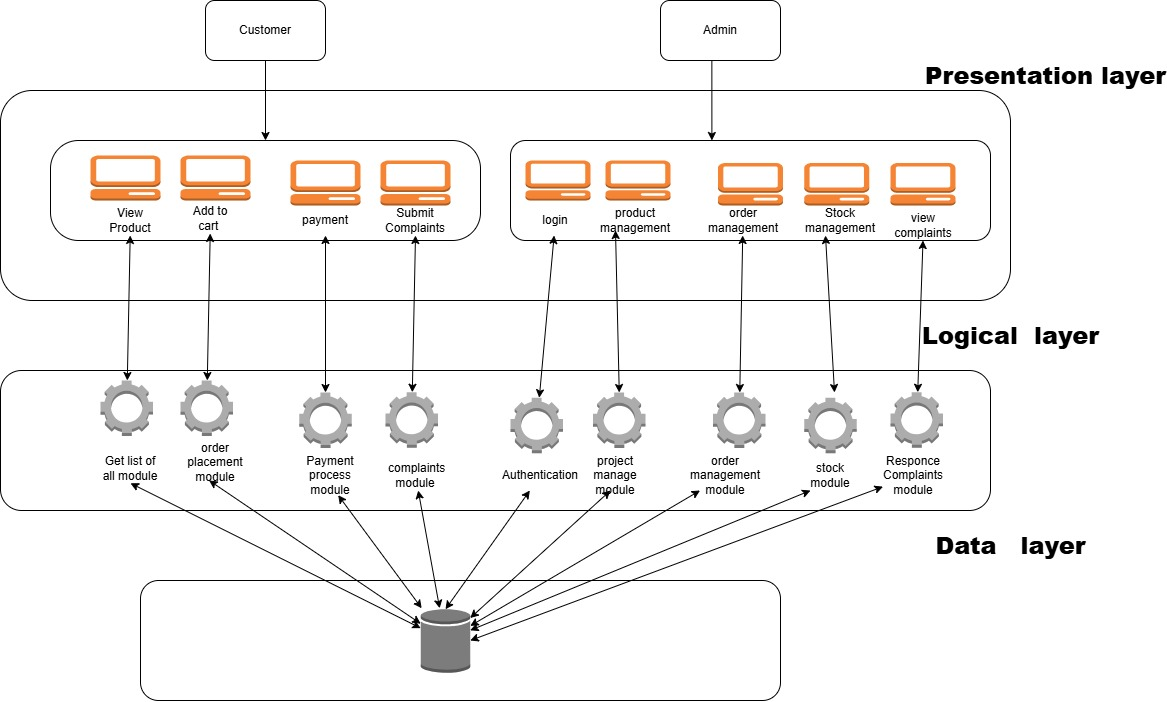 Customer
Admin
Presentation layer
View
Product
Add to
cart
payment
Submit
Complaints
login
product
management
order
management
Stock
management
view
complaints
Logical layer
Get list of
all module
order
placement
module
Payment
process
module
complaints
module
Authentication
project
manage
module
order
management
module
stock
module
Responce
Complaints
module
Data layer